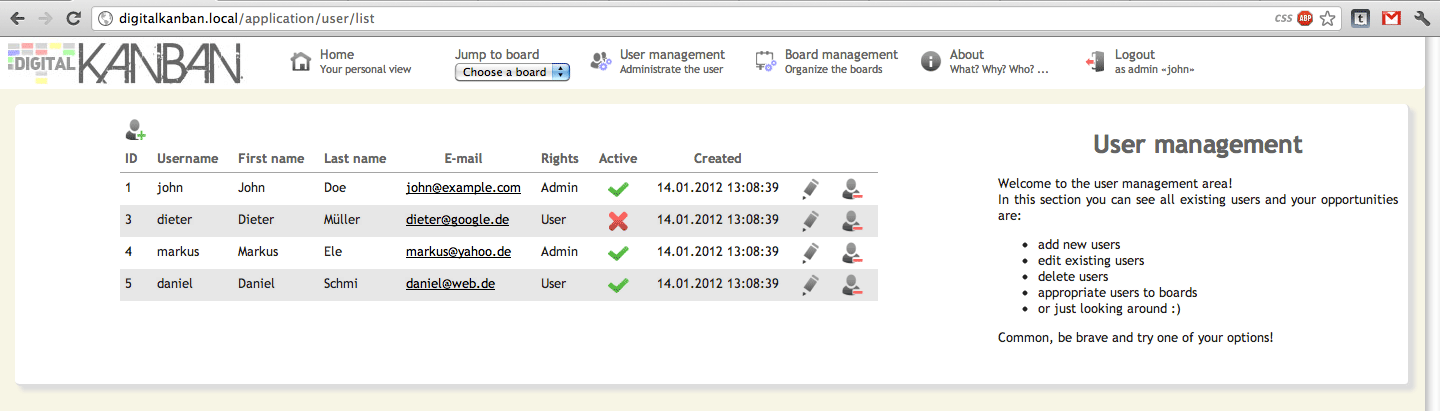 digitalkanban.local/application/user/list
CSS ABP t
DIGITAL KANBAN
Home
Your personal view
Jump to board
Choose a board
User management
Administrate the user
Board management
Organize the boards
About
What? Why? Who? ...
Logout
as admin «john»
ID Username First name Last name E-mail Rights Active Created
1 john John Doe john@example.com Admin 14.01.2012 13:08:39
3 dieter Dieter Müller dieter@google.de User 14.01.2012 13:08:39
4 markus Markus Ele markus@yahoo.de Admin 14.01.2012 13:08:39
5 daniel Daniel Schmi daniel@web.de User 14.01.2012 13:08:39
User management
Welcome to the user management area!
In this section you can see all existing users and your opportunities
are:
• add new users
• edit existing users
• delete users
• appropriate users to boards
• or just looking around :)
Common, be brave and try one of your options!